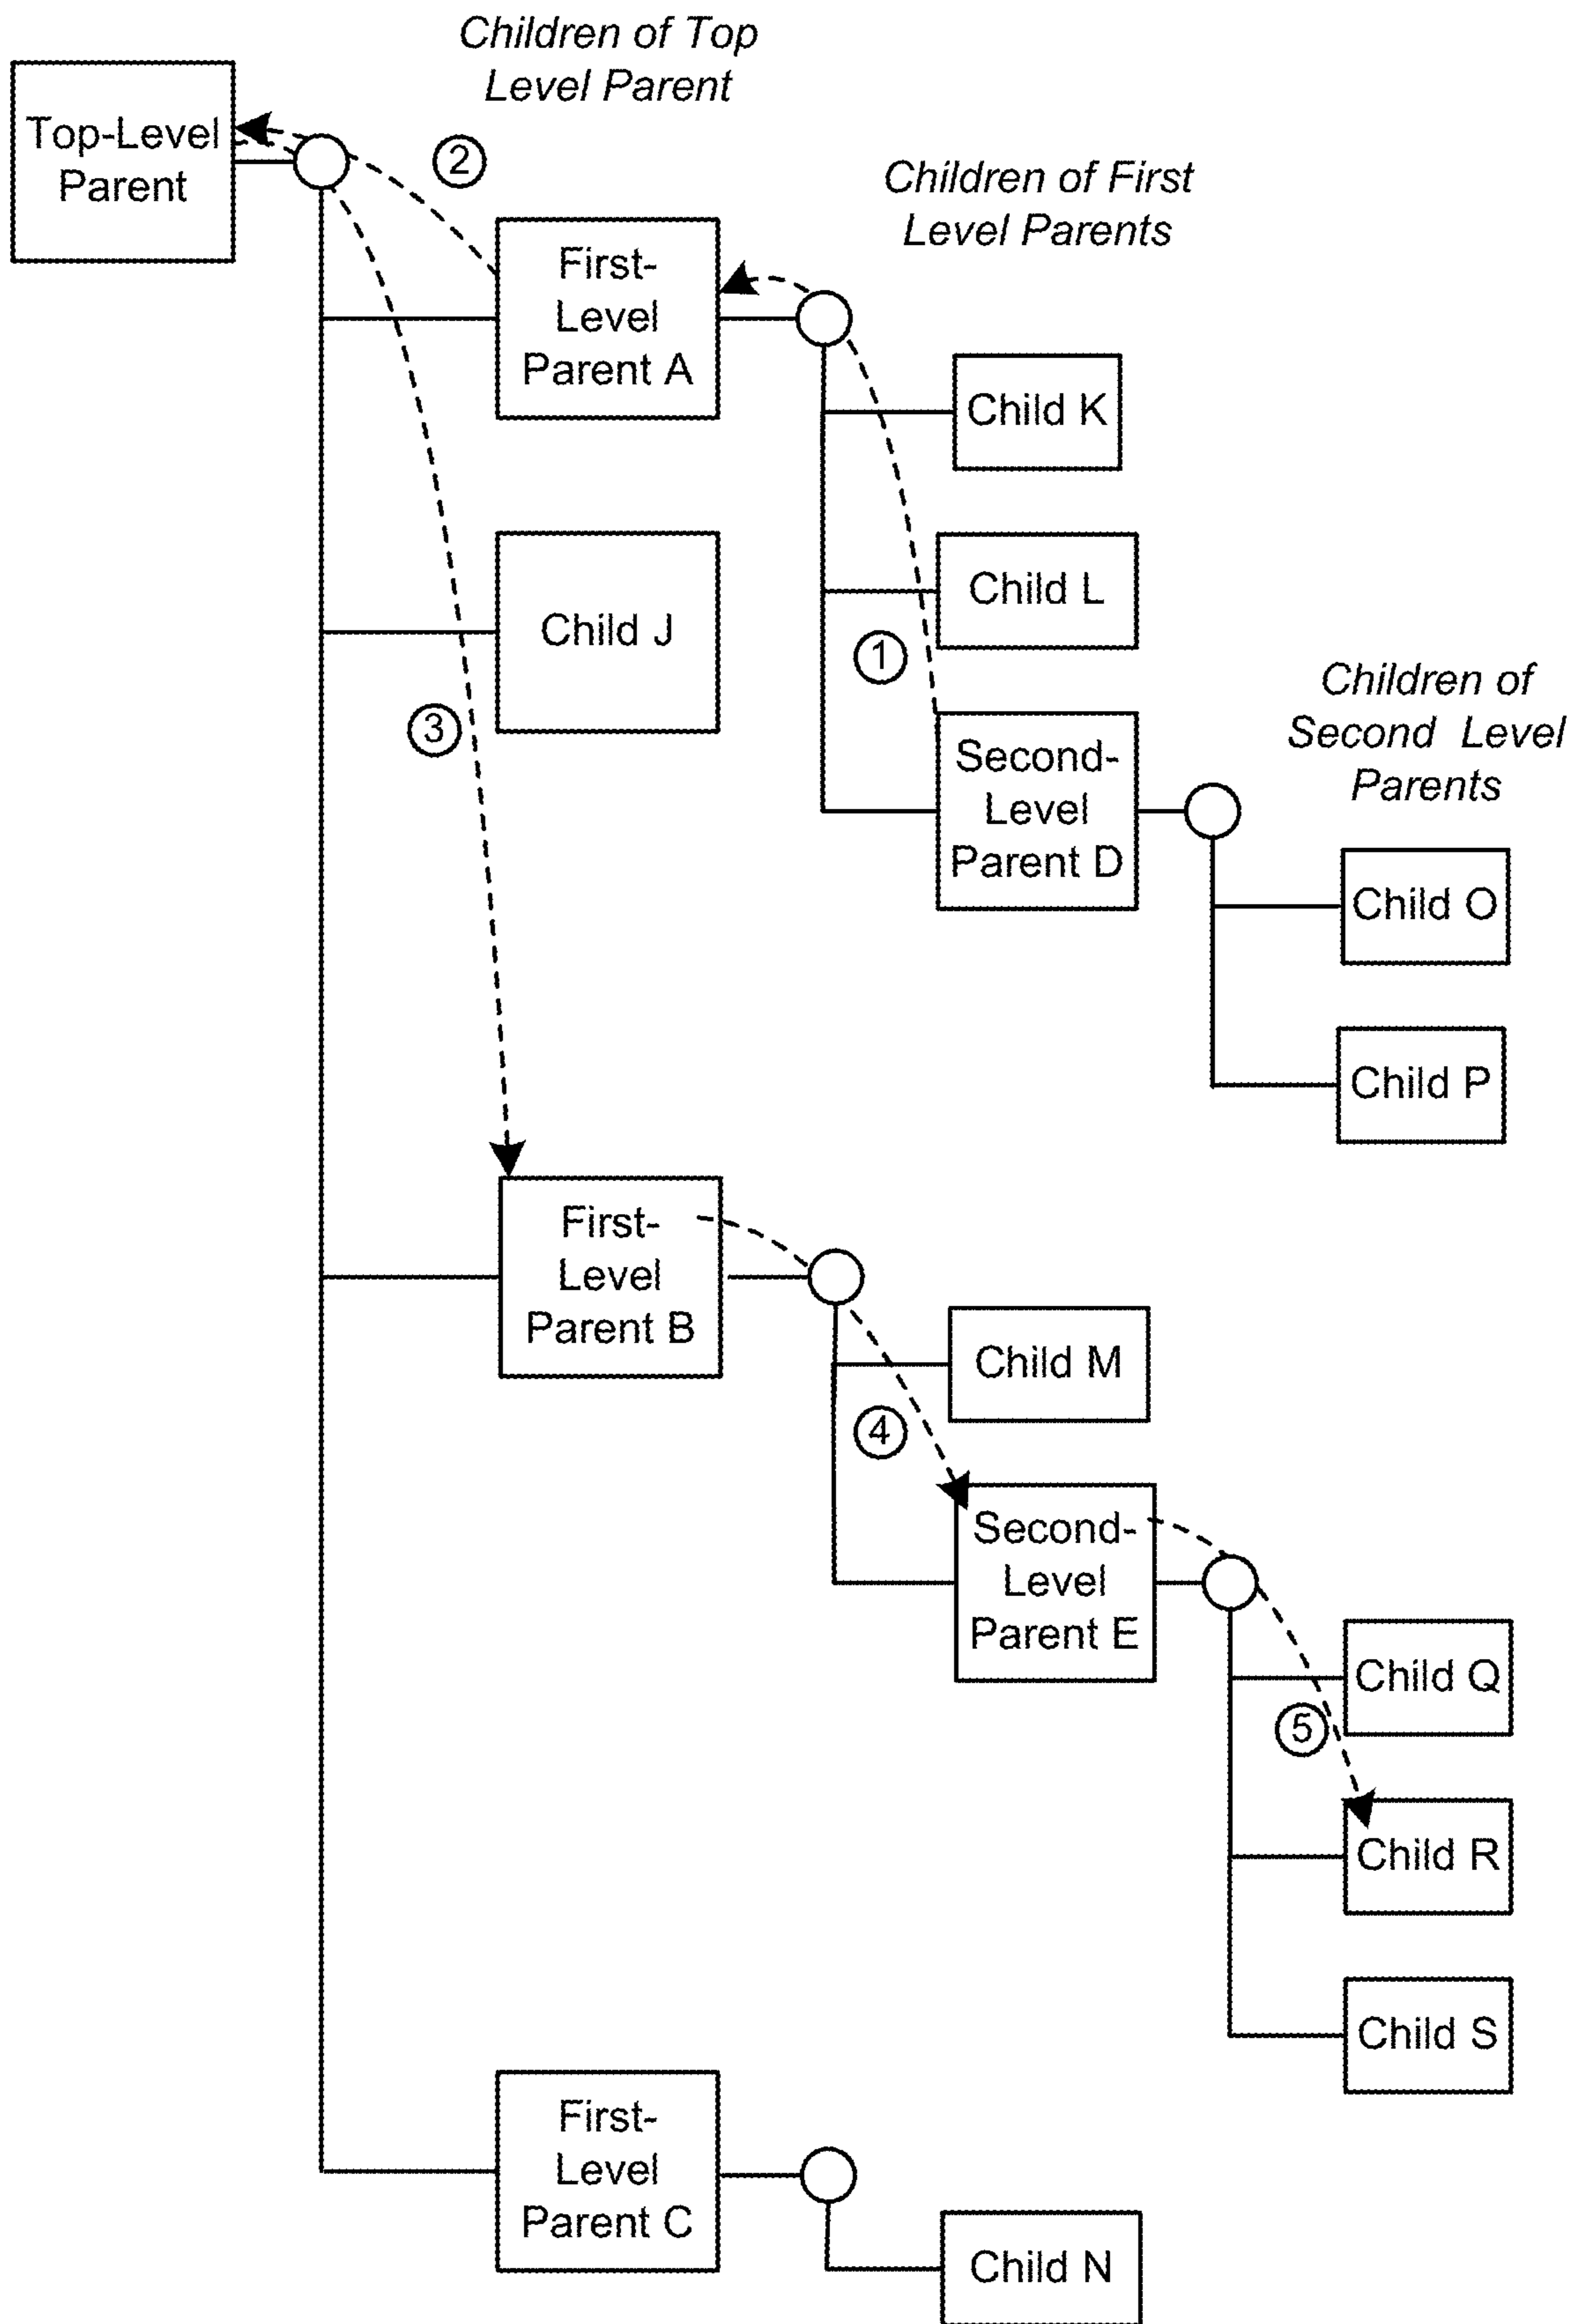 Children of Top
Level Parent
Top-Level
Parent
2
Children of First
Level Parents
First-
Level
Parent A
Child K
Child L
Child J
1
3
Children of
Second Level
Parents
Second-
Level
Parent D
Child O
Child P
First-
Level
Parent B
Child M
4
Second-
Level
Parent E
Child Q
5
Child R
Child S
First-
Level
Parent C
Child N